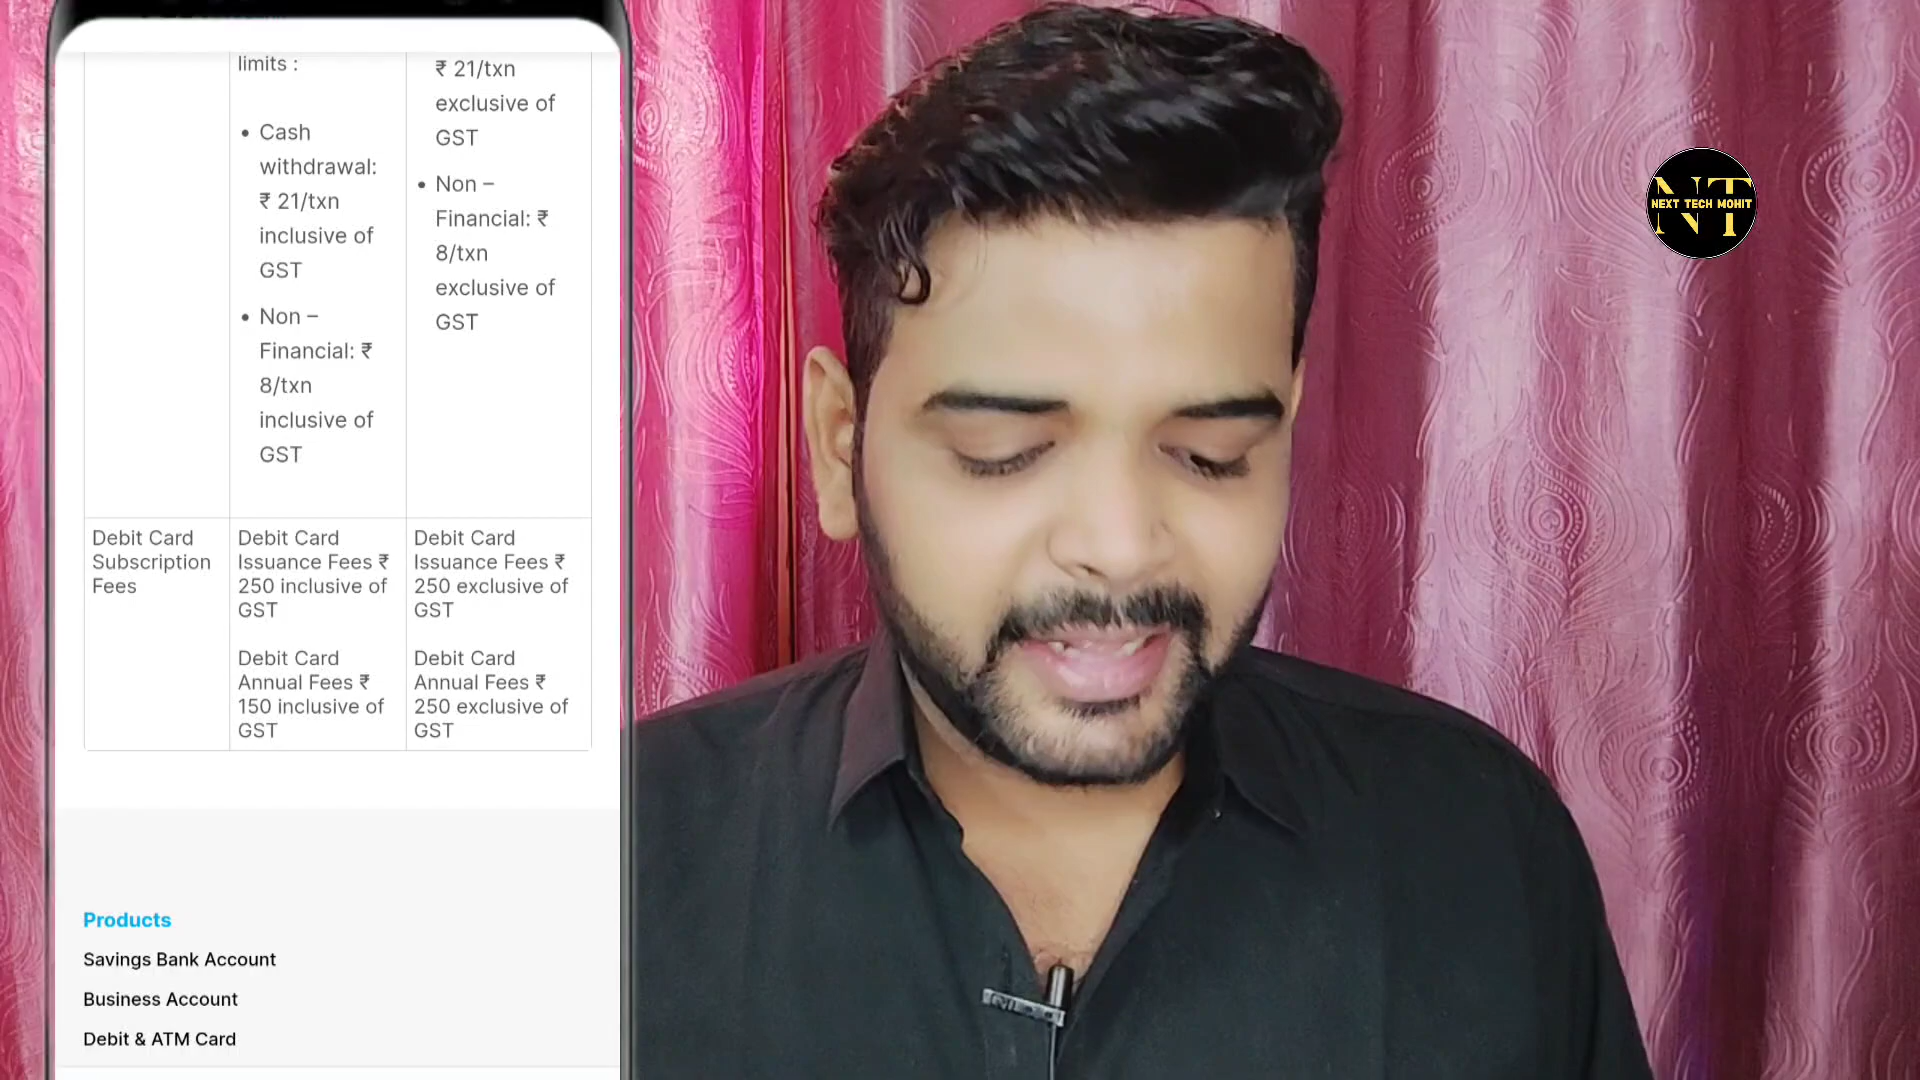 limits :
• Cash
withdrawal:
₹ 21/txn
inclusive of
GST
• Non –
Financial: ₹
8/txn
inclusive of
GST
₹ 21/txn
exclusive of
GST
• Non –
Financial: ₹
8/txn
exclusive of
GST
Debit Card
Subscription
Fees
Debit Card
Issuance Fees ₹
250 inclusive of
GST
Debit Card
Annual Fees ₹
150 inclusive of
GST
Debit Card
Issuance Fees ₹
250 exclusive of
GST
Debit Card
Annual Fees ₹
250 exclusive of
GST
Products
Savings Bank Account
Business Account
Debit & ATM Card
NT
NEXT TECH MOHIT